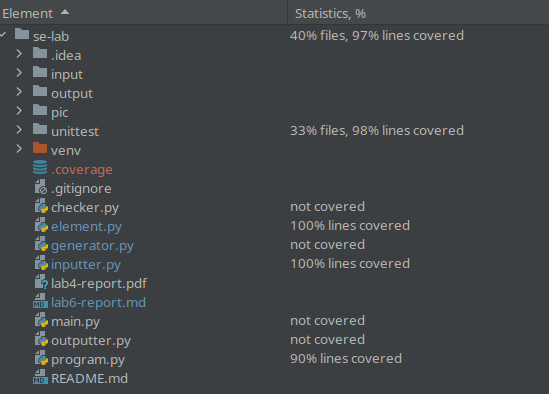 Element Statistics, %
se-lab 40% files, 97% lines covered
.idea
input
output
pic
unittest 33% files, 98% lines covered
venv
.coverage
.gitignore
checker.py not covered
element.py 100% lines covered
generator.py not covered
inputter.py 100% lines covered
lab4-report.pdf
MD lab6-report.md
main.py not covered
outputter.py not covered
program.py 90% lines covered
MD README.md